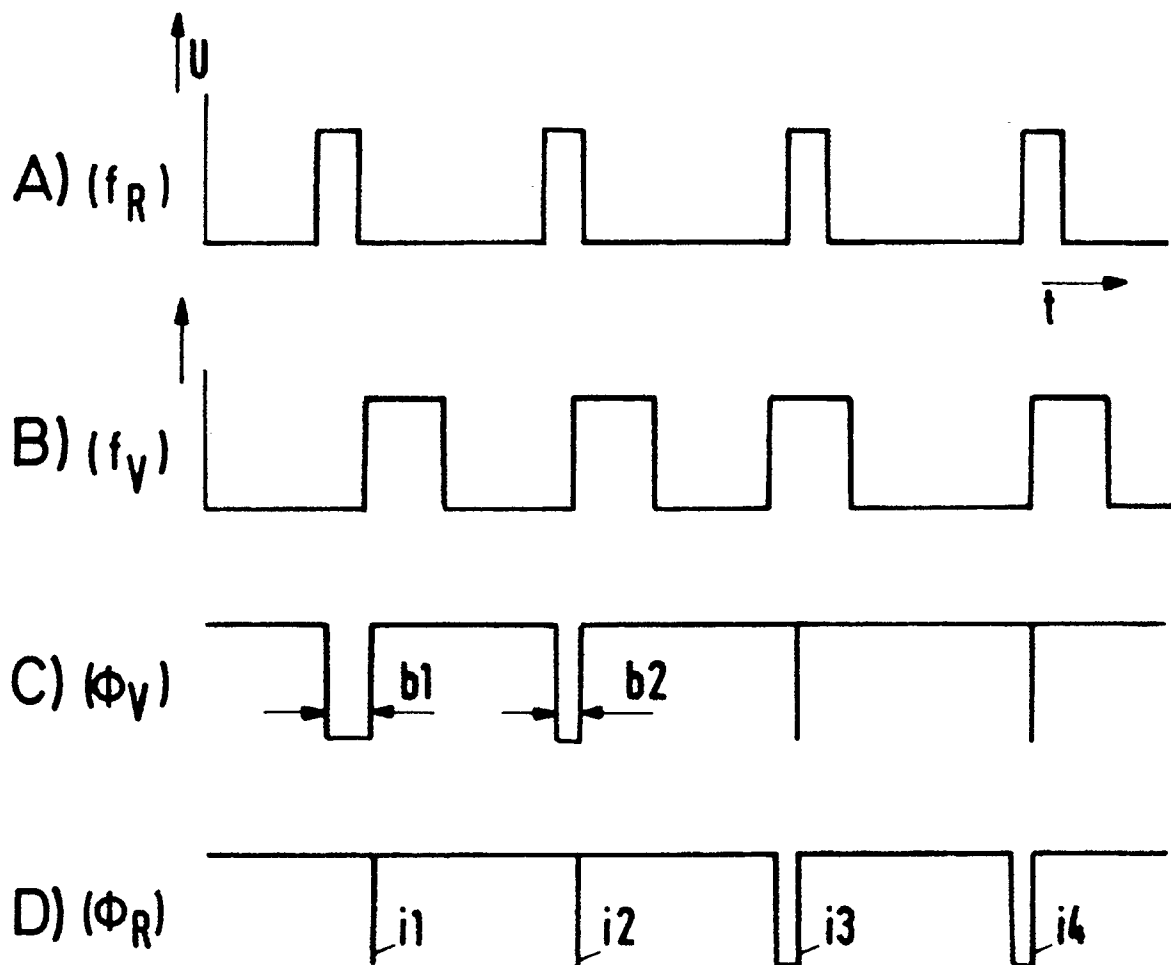 U
A) (fR)
t
B) (fV)
C) (ΦV) b1 b2
D) (ΦR) i1 i2 i3 i4